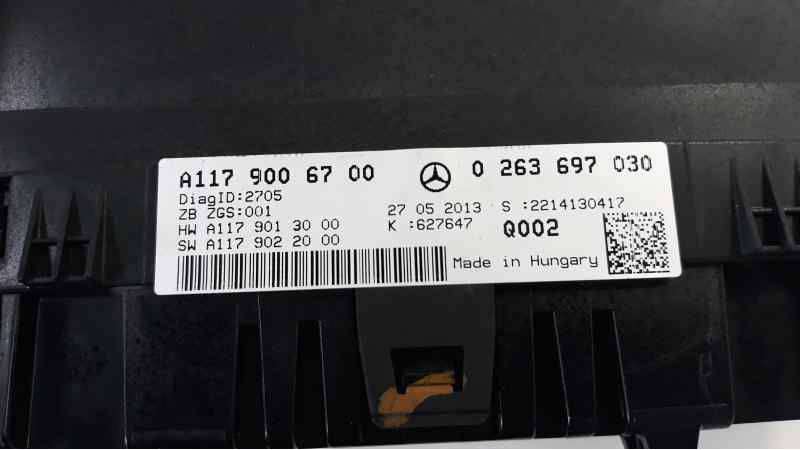 A117 900 67 00 0 263 697 030
DiagID:2705
ZB ZGS:001 27 05 2013 S :2214130417
HW A117 901 30 00 K :627647 Q002
SW A117 902 20 00
Made in Hungary